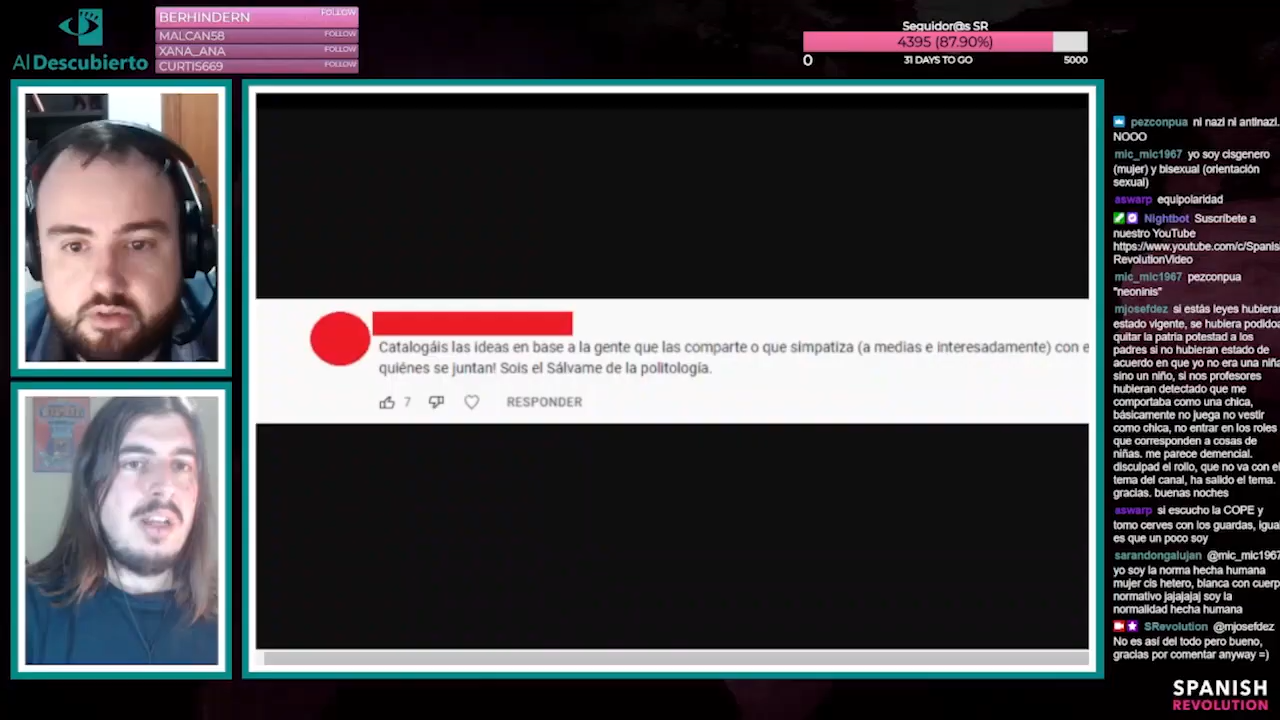 Al Descubierto
BERHINDERN FOLLOW
MALCAN58 FOLLOW
XANA_ANA FOLLOW
CURTIS669 FOLLOW
Seguidor@s SR
4395 (87.90%)
0 31 DAYS TO GO 5000
Catalogáis las ideas en base a la gente que las comparte o que simpatiza (a medias e interesadamente) con e
quiénes se juntan! Sois el Sálvame de la politología.
7 RESPONDER
pezconpua ni nazi ni antinazi.
NOOO
mic_mic1967 yo soy cisgenero
(mujer) y bisexual (orientación
sexual)
aswarp equipolaridad
Nightbot Suscríbete a
nuestro YouTube
https://www.youtube.com/c/Spanis
RevolutionVideo
mic_mic1967 pezconpua
"neoninis"
mjosefdez si estás leyes hubieran
estado vigente, se hubiera podido
quitar la patria potestad a los
padres si no hubieran estado de
acuerdo en que yo no era una niña
sino un niño, si nos profesores
hubieran detectado que me
comportaba como una chica,
básicamente no juega no vestir
como chica, no entrar en los roles
que corresponden a cosas de
niñas. me parece demencial.
disculpad el rollo, que no va con el
tema del canal, ha salido el tema.
gracias. buenas noches
aswarp si escucho la COPE y
tomo cerves con los guardas, igual
es que un poco soy
sarandongalujan @mic_mic1967
yo soy la norma hecha humana
mujer cis hetero, blanca con cuerp
normativo jajajajaj soy la
normalidad hecha humana
SRevolution @mjosefdez
No es así del todo pero bueno,
gracias por comentar anyway =)
SPANISH
REVOLUTION